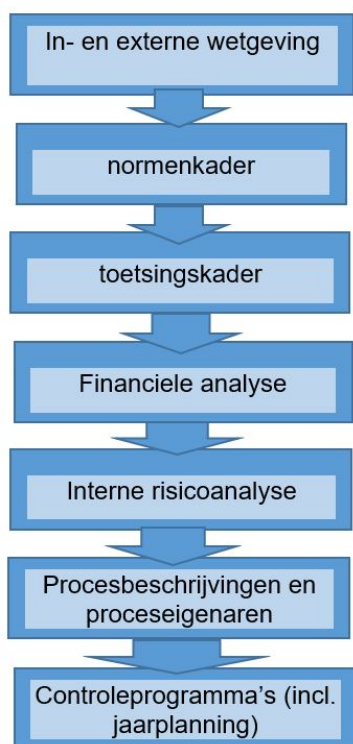 In- en externe wetgeving
normenkader
toetsingskader
Financiele analyse
Interne risicoanalyse
Procesbeschrijvingen en
proceseigenaren
Controleprogramma's (incl.
jaarplanning)